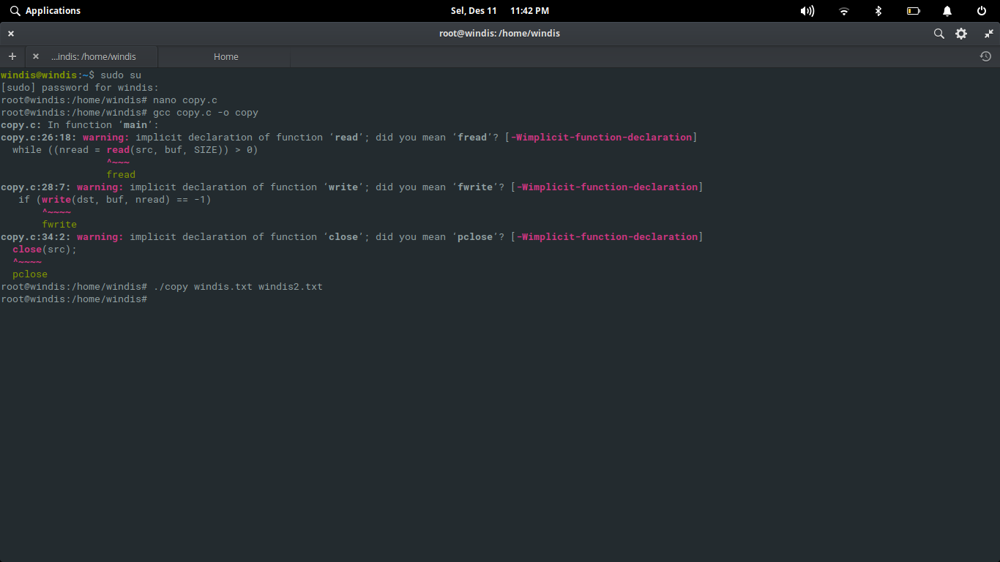 Applications
Sel, Des 11 11:42 PM
root@windis: /home/windis
...indis: /home/windis
Home
windis@windis:~$ sudo su
[sudo] password for windis:
root@windis:/home/windis# nano copy.c
root@windis:/home/windis# gcc copy.c -o copy
copy.c: In function ‘main’:
copy.c:26:18: warning: implicit declaration of function ‘read’; did you mean ‘fread’? [-Wimplicit-function-declaration]
  while ((nread = read(src, buf, SIZE)) > 0)
                  ^~~~
                  fread
copy.c:28:7: warning: implicit declaration of function ‘write’; did you mean ‘fwrite’? [-Wimplicit-function-declaration]
   if (write(dst, buf, nread) == -1)
       ^~~~~
       fwrite
copy.c:34:2: warning: implicit declaration of function ‘close’; did you mean ‘pclose’? [-Wimplicit-function-declaration]
  close(src);
  ^~~~~
  pclose
root@windis:/home/windis# ./copy windis.txt windis2.txt
root@windis:/home/windis#